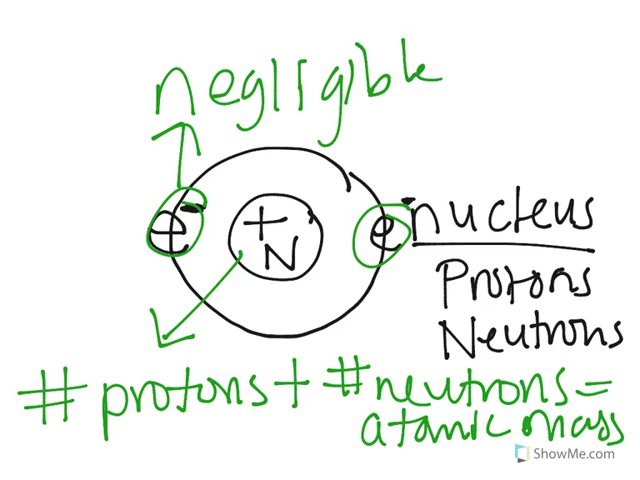 negligible
e-
+
N
e-
nucleus
Protons
Neutrons
# protons + # neutrons =
atomic mass
ShowMe.com